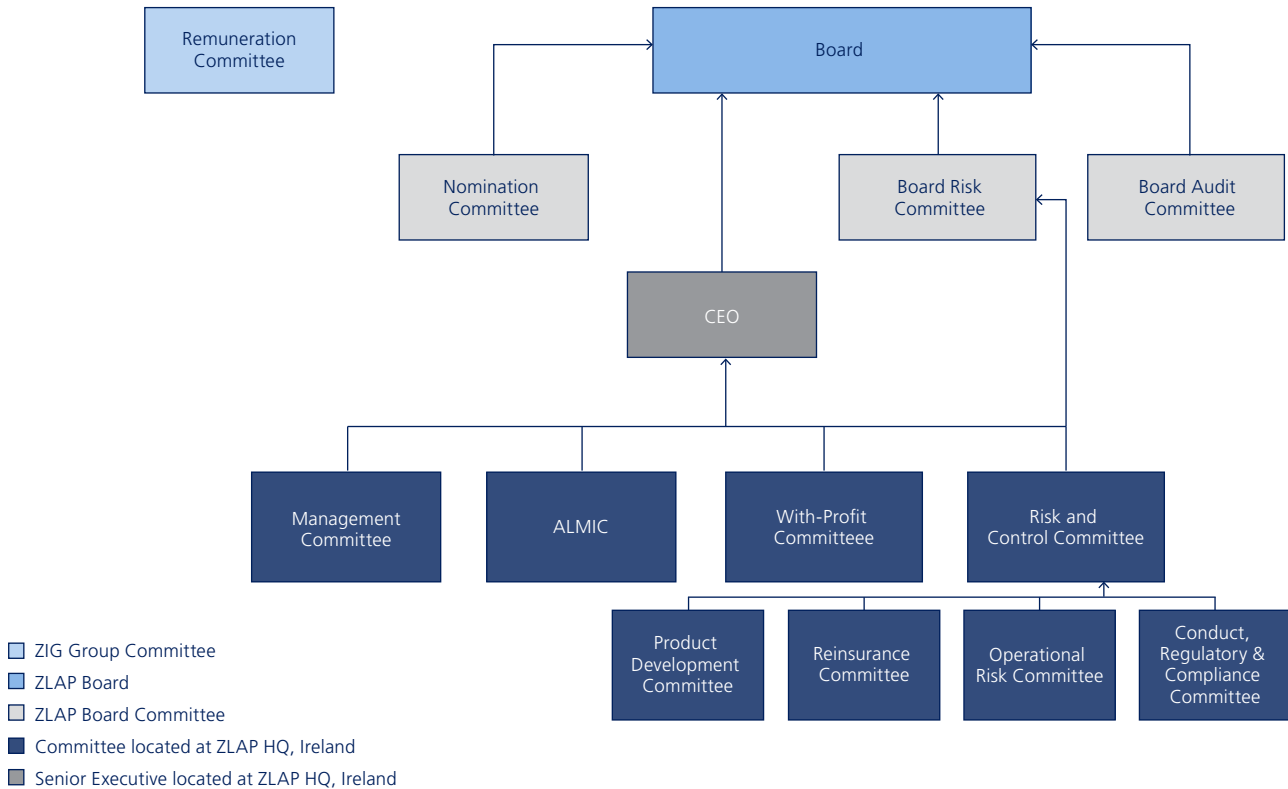 Remuneration
Committee
Board
Nomination
Committee
Board Risk
Committee
Board Audit
Committee
CEO
Management
Committee
ALMIC
With-Profit
Committeee
Risk and
Control Committee
Product
Development
Committee
Reinsurance
Committee
Operational
Risk Committee
Conduct,
Regulatory &
Compliance
Committee
ZIG Group Committee
ZLAP Board
ZLAP Board Committee
Committee located at ZLAP HQ, Ireland
Senior Executive located at ZLAP HQ, Ireland